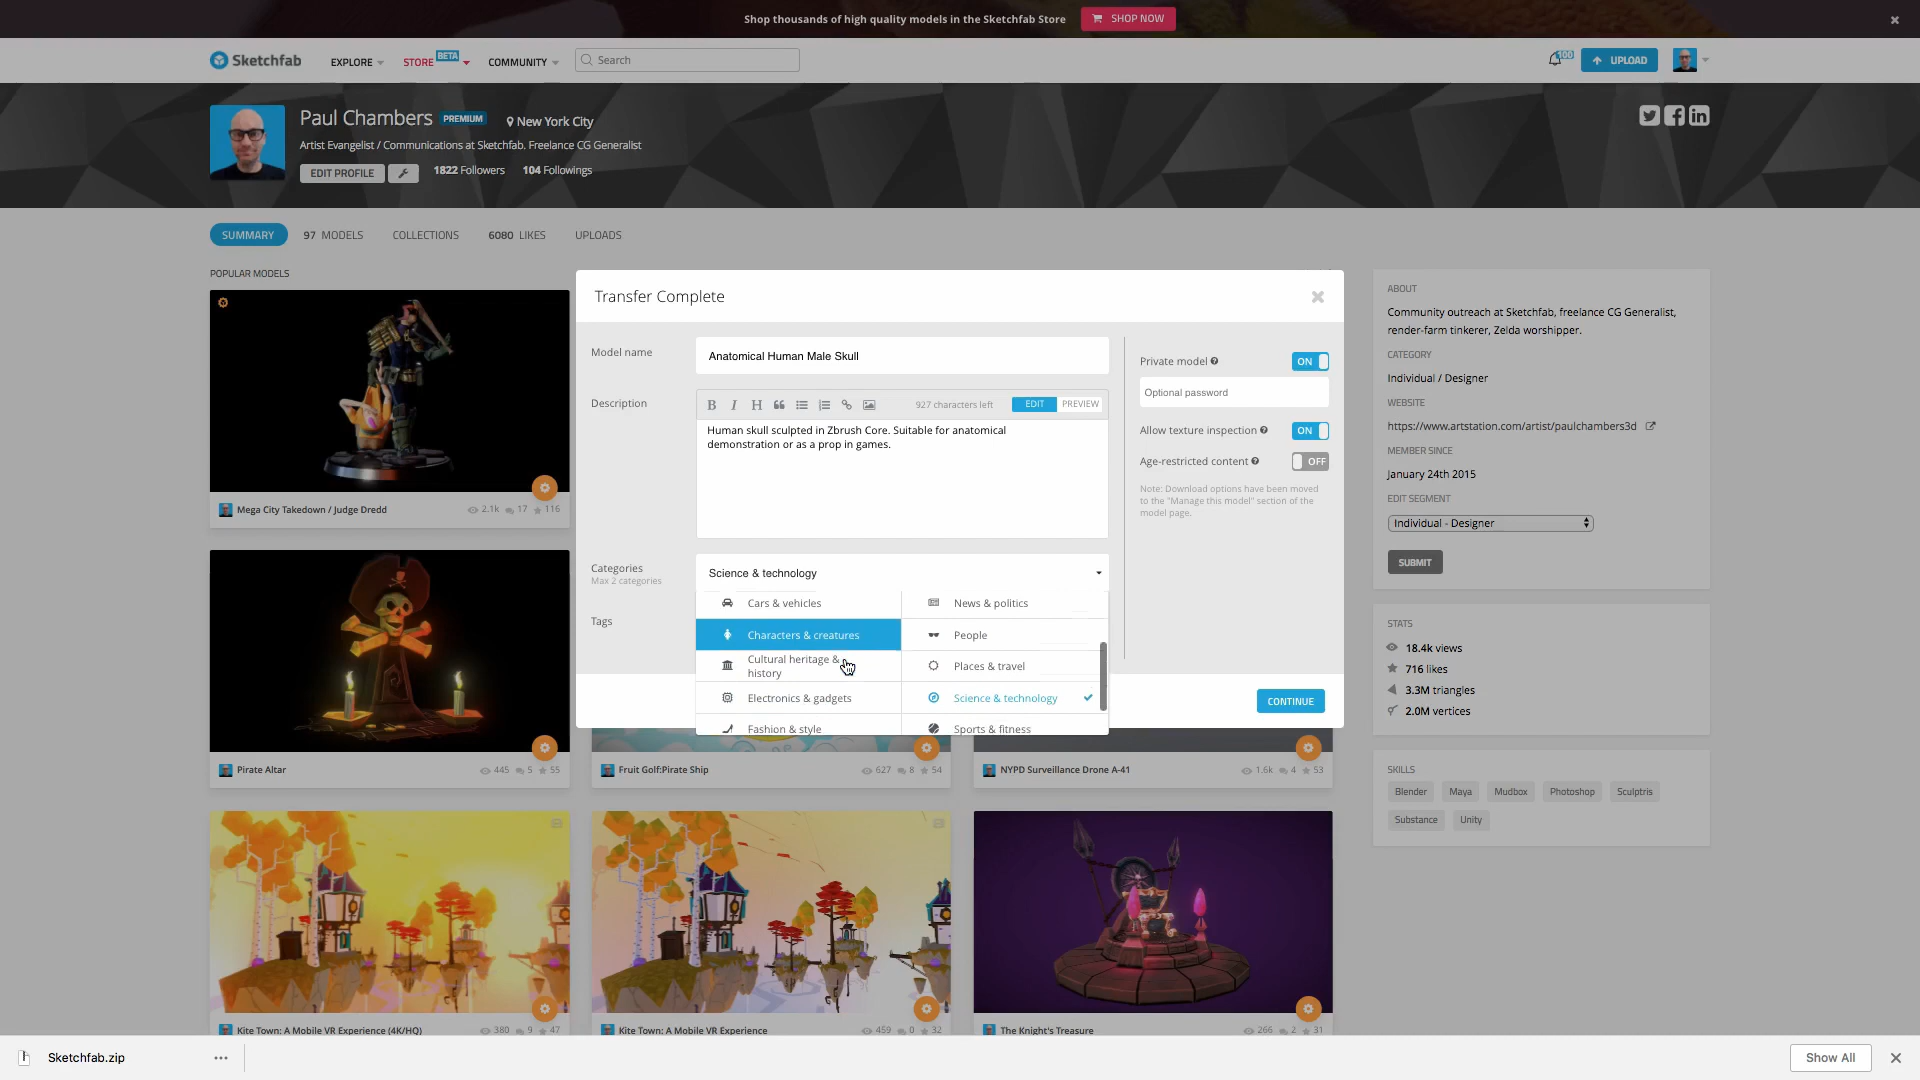 Shop thousands of high quality models in the Sketchfab Store
SHOP NOW
Sketchfab
EXPLORE
STORE BETA
COMMUNITY
Search
100
UPLOAD
Paul Chambers PREMIUM New York City
Artist Evangelist / Communications at Sketchfab. Freelance CG Generalist
EDIT PROFILE 1822 Followers 104 Followings
SUMMARY 97 MODELS COLLECTIONS 6080 LIKES UPLOADS
POPULAR MODELS
Mega City Takedown / Judge Dredd 2.1k 17 116
Pirate Altar 445 5 55
Fruit Golf:Pirate Ship 627 8 54
NYPD Surveillance Drone A-41 1.6k 4 53
Kite Town: A Mobile VR Experience (4K/HQ) 380 9 47
Kite Town: A Mobile VR Experience 459 0 32
The Knight's Treasure 266 2 31
Transfer Complete
Model name
Anatomical Human Male Skull
Description
B I H 927 characters left EDIT PREVIEW
Human skull sculpted in Zbrush Core. Suitable for anatomical
demonstration or as a prop in games.
Categories
Max 2 categories
Science & technology
Tags
Cars & vehicles
Characters & creatures
Cultural heritage &
history
Electronics & gadgets
Fashion & style
News & politics
People
Places & travel
Science & technology
Sports & fitness
Private model ON
Optional password
Allow texture inspection ON
Age-restricted content OFF
Note: Download options have been moved
to the "Manage this model" section of the
model page.
CONTINUE
ABOUT
Community outreach at Sketchfab, freelance CG Generalist,
render-farm tinkerer, Zelda worshipper.
CATEGORY
Individual / Designer
WEBSITE
https://www.artstation.com/artist/paulchambers3d
MEMBER SINCE
January 24th 2015
EDIT SEGMENT
Individual - Designer
SUBMIT
STATS
18.4k views
716 likes
3.3M triangles
2.0M vertices
SKILLS
Blender Maya Mudbox Photoshop Sculptris
Substance Unity
Sketchfab.zip
Show All